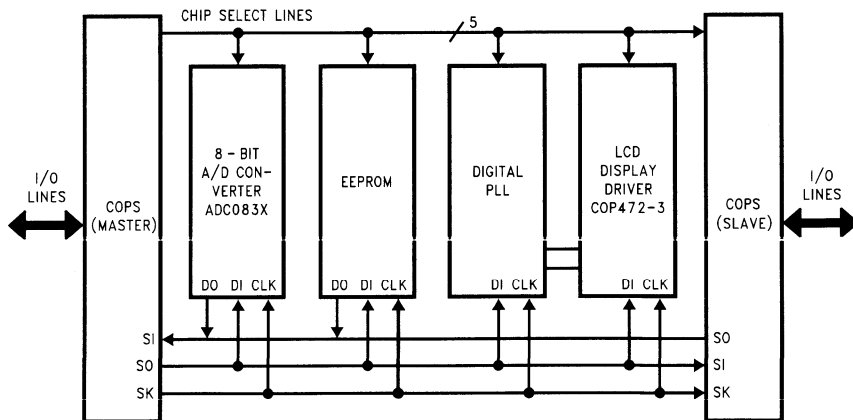 CHIP SELECT LINES
5
8-BIT
A/D CON-
VERTER
ADC083X
EEPROM
DIGITAL
PLL
LCD
DISPLAY
DRIVER
COP472-3
I/O
LINES
COPS
(MASTER)
COPS
(SLAVE)
I/O
LINES
DO DI CLK
DO DI CLK
DI CLK
DI CLK
SI
SO
SO
SI
SK
SK